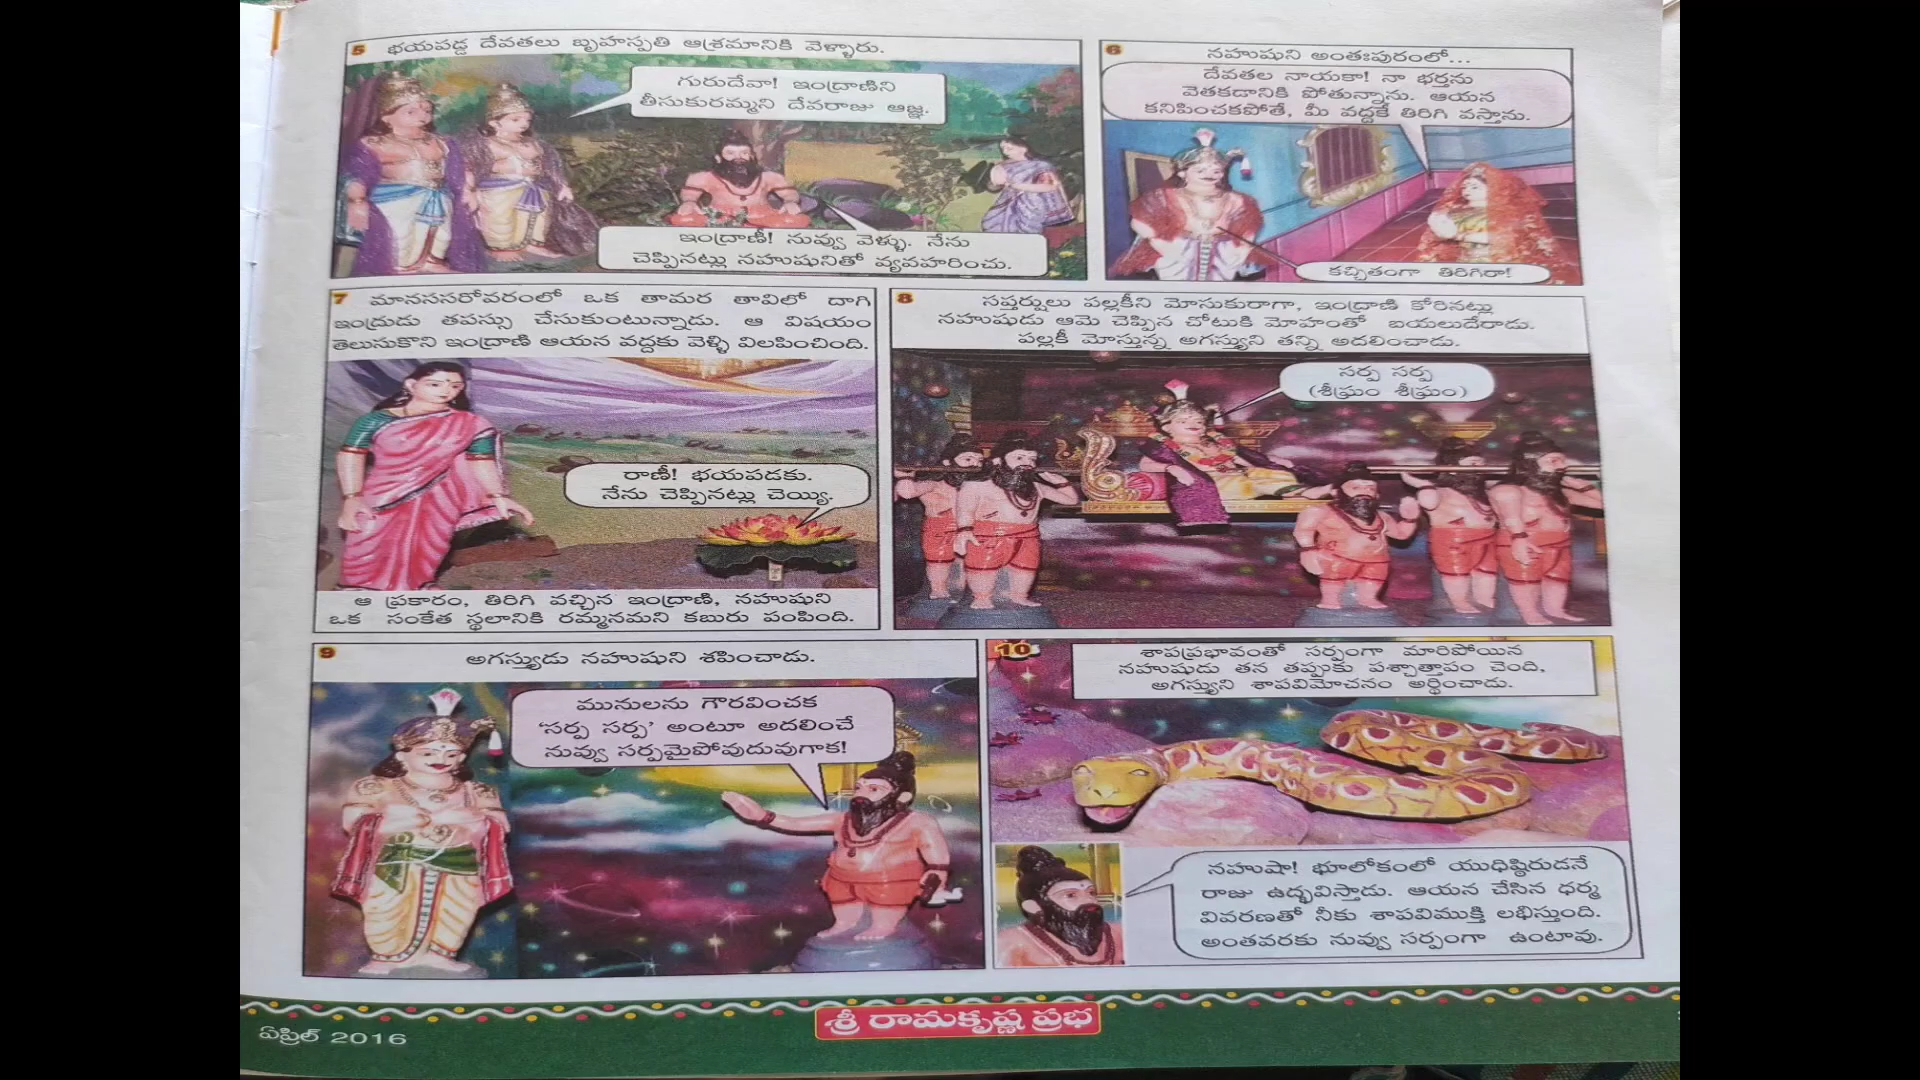 5 భయపడ్డ దేవతలు బృహస్పతి ఆశ్రమానికి వెళ్ళారు.
గురుదేవా! ఇంద్రాణిని
తీసుకురమ్మని దేవరాజు ఆజ్ఞ.
ఇంద్రాణీ! నువ్వు వెళ్ళు. నేను
చెప్పినట్లు నహుషునితో వ్యవహరించు.
6 నహుషుని అంతఃపురంలో...
దేవతల నాయకా! నా భర్తను
వెతకడానికి పోతున్నాను. ఆయన
కనిపించకపోతే, మీ వద్దకే తిరిగి వస్తాను.
కచ్చితంగా తిరిగిరా!
7 మానససరోవరంలో ఒక తామర తావిలో దాగి
ఇంద్రుడు తపస్సు చేసుకుంటున్నాడు. ఆ విషయం
తెలుసుకొని ఇంద్రాణి ఆయన వద్దకు వెళ్ళి విలపించింది.
రాణీ! భయపడకు.
నేను చెప్పినట్లు చెయ్యి.
ఆ ప్రకారం, తిరిగి వచ్చిన ఇంద్రాణి, నహుషుని
ఒక సంకేత స్థలానికి రమ్మనమని కబురు పంపింది.
8 సప్తర్షులు పల్లకీని మోసుకురాగా, ఇంద్రాణి కోరినట్లు
నహుషుడు ఆమె చెప్పిన చోటుకి మోహంతో బయలుదేరాడు.
పల్లకీ మోస్తున్న అగస్త్యుని తన్ని అదలించాడు.
సర్ప సర్ప
(శీఘ్రం శీఘ్రం)
9 అగస్త్యుడు నహుషుని శపించాడు.
మునులను గౌరవించక
‘సర్ప సర్ప’ అంటూ అదలించే
నువ్వు సర్పమైపోవుదువుగాక!
10 శాపప్రభావంతో సర్పంగా మారిపోయిన
నహుషుడు తన తప్పుకు పశ్చాత్తాపం చెంది,
అగస్త్యుని శాపవిమోచనం అర్థించాడు.
నహుషా! భూలోకంలో యుధిష్ఠిరుడనే
రాజు ఉద్భవిస్తాడు. ఆయన చేసిన ధర్మ
వివరణతో నీకు శాపవిముక్తి లభిస్తుంది.
అంతవరకు నువ్వు సర్పంగా ఉంటావు.
ఏప్రిల్ 2016
శ్రీ రామకృష్ణ ప్రభ